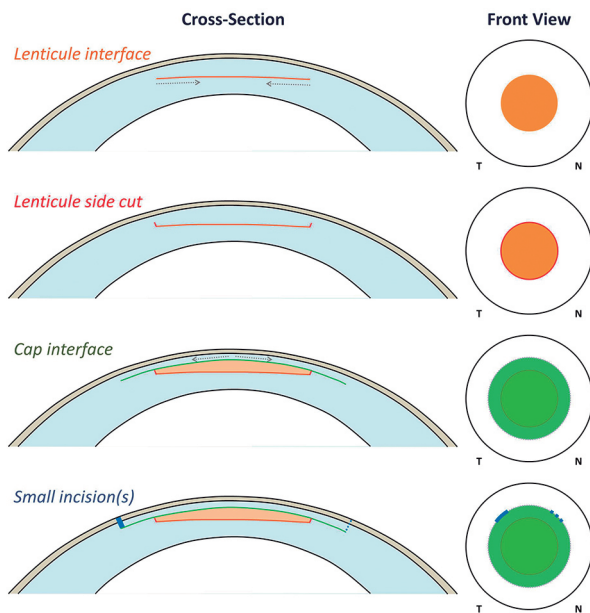 Cross-Section
Front View
Lenticule interface
T
N
Lenticule side cut
T
N
Cap interface
T
N
Small incision(s)
T
N